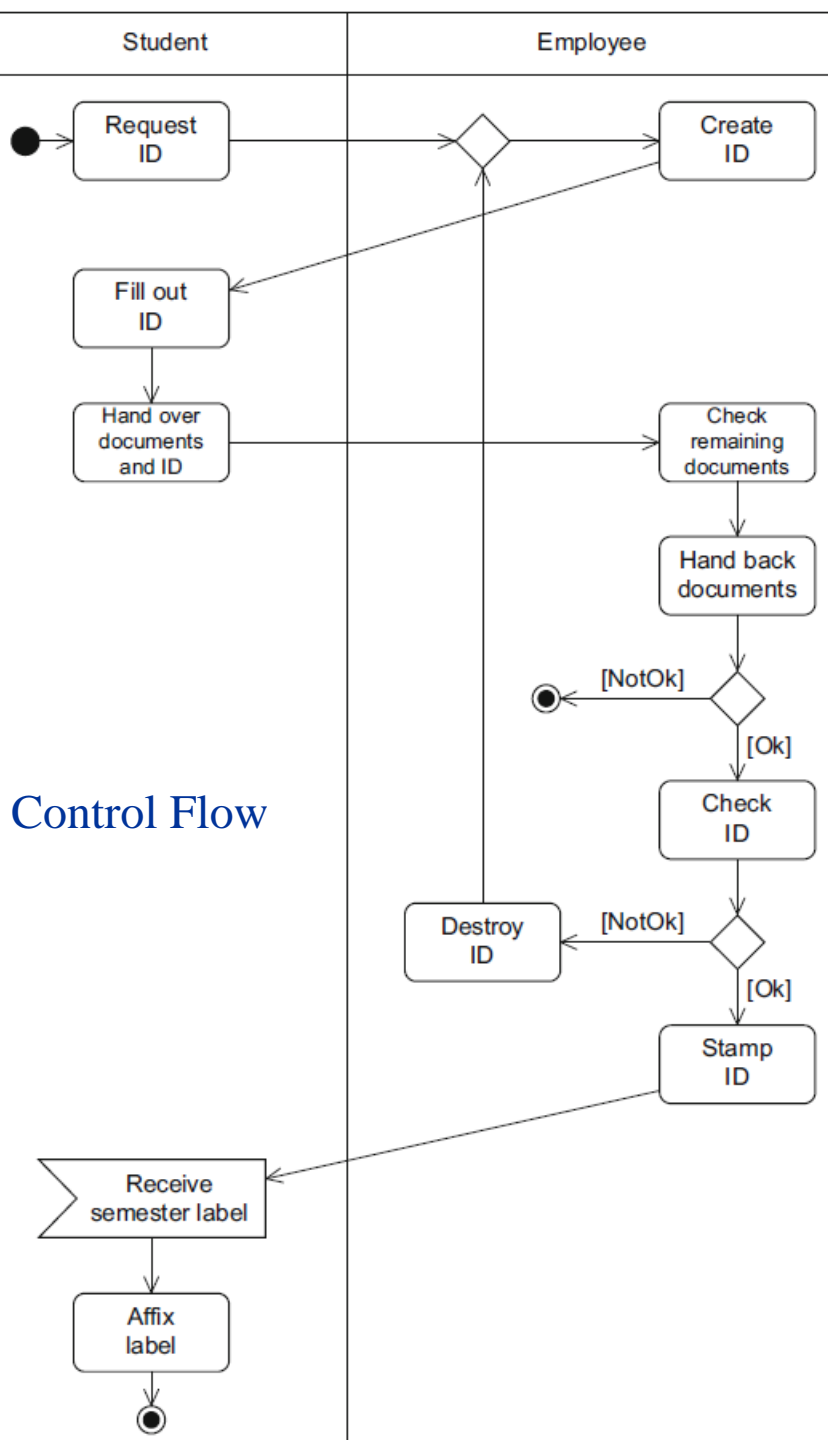 Student
Employee
Request
ID
Create
ID
Fill out
ID
Hand over
documents
and ID
Check
remaining
documents
Hand back
documents
[NotOk]
[Ok]
Control Flow
Check
ID
Destroy
ID
[NotOk]
[Ok]
Stamp
ID
Receive
semester label
Affix
label